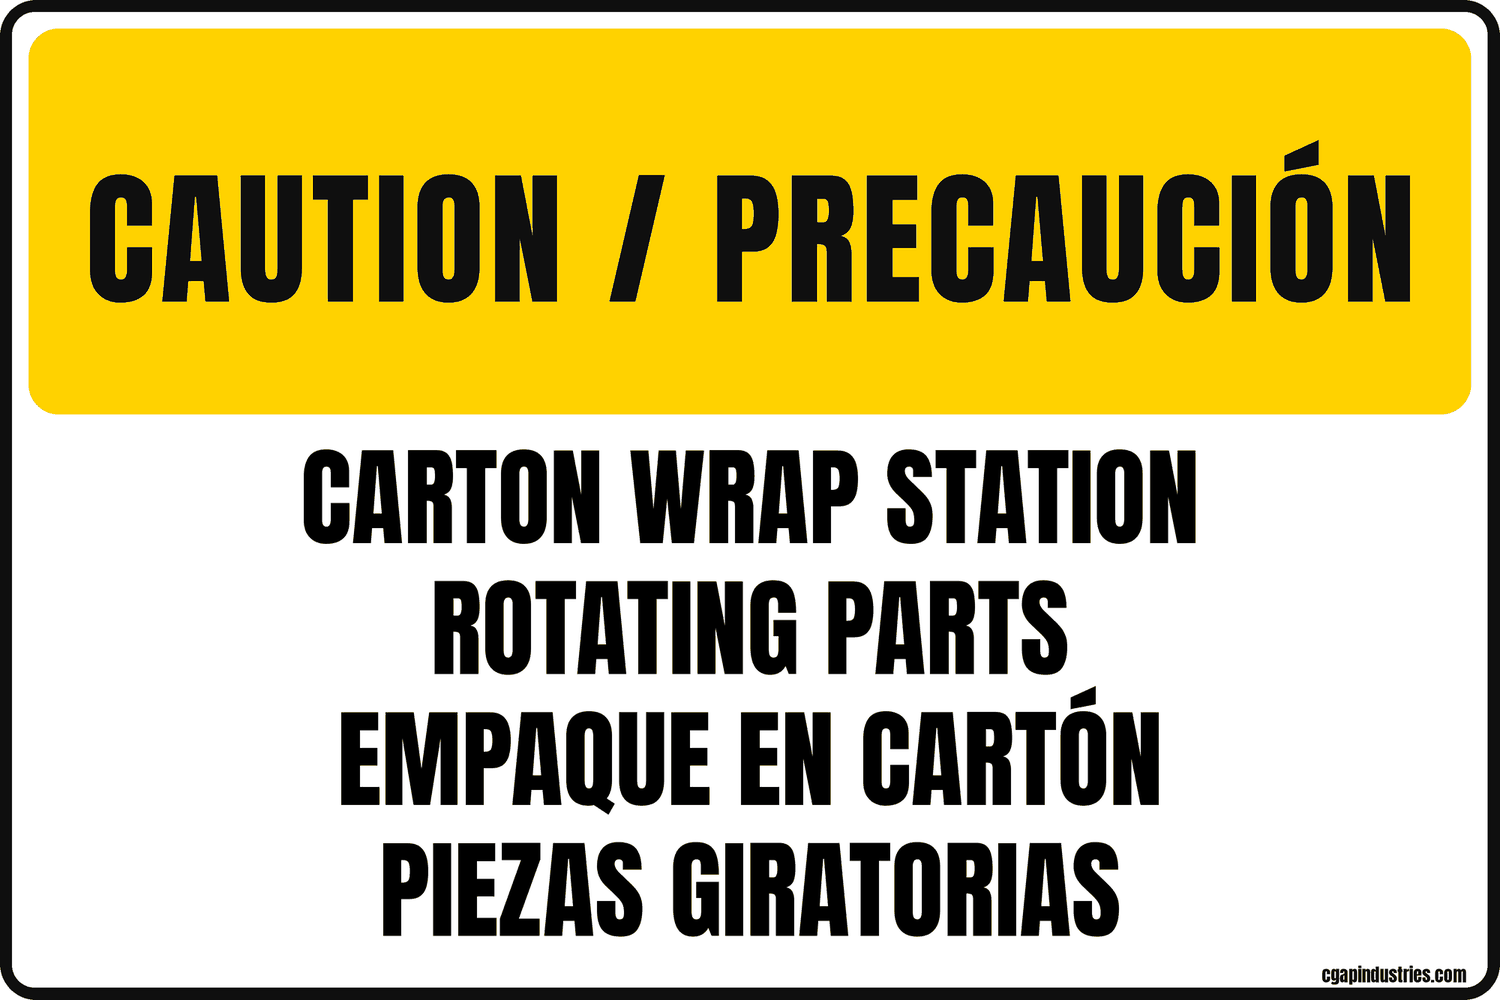 CAUTION / PRECAUCIÓN
CARTON WRAP STATION
ROTATING PARTS
EMPAQUE EN CARTÓN
PIEZAS GIRATORIAS
cgapindustries.com